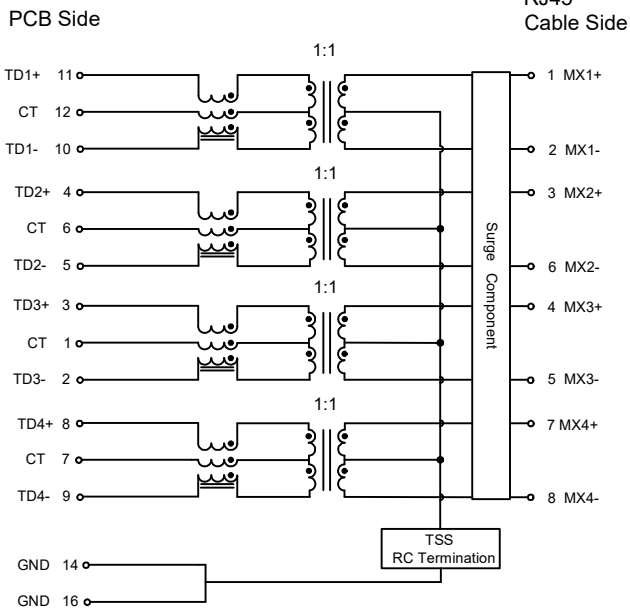 PCB Side
RJ45
Cable Side
1:1
TD1+ 11
1 MX1+
CT 12
TD1- 10
2 MX1-
1:1
TD2+ 4
3 MX2+
CT 6
TD2- 5
6 MX2-
1:1
TD3+ 3
4 MX3+
CT 1
TD3- 2
5 MX3-
1:1
TD4+ 8
7 MX4+
CT 7
TD4- 9
8 MX4-
Surge Component
TSS
RC Termination
GND 14
GND 16